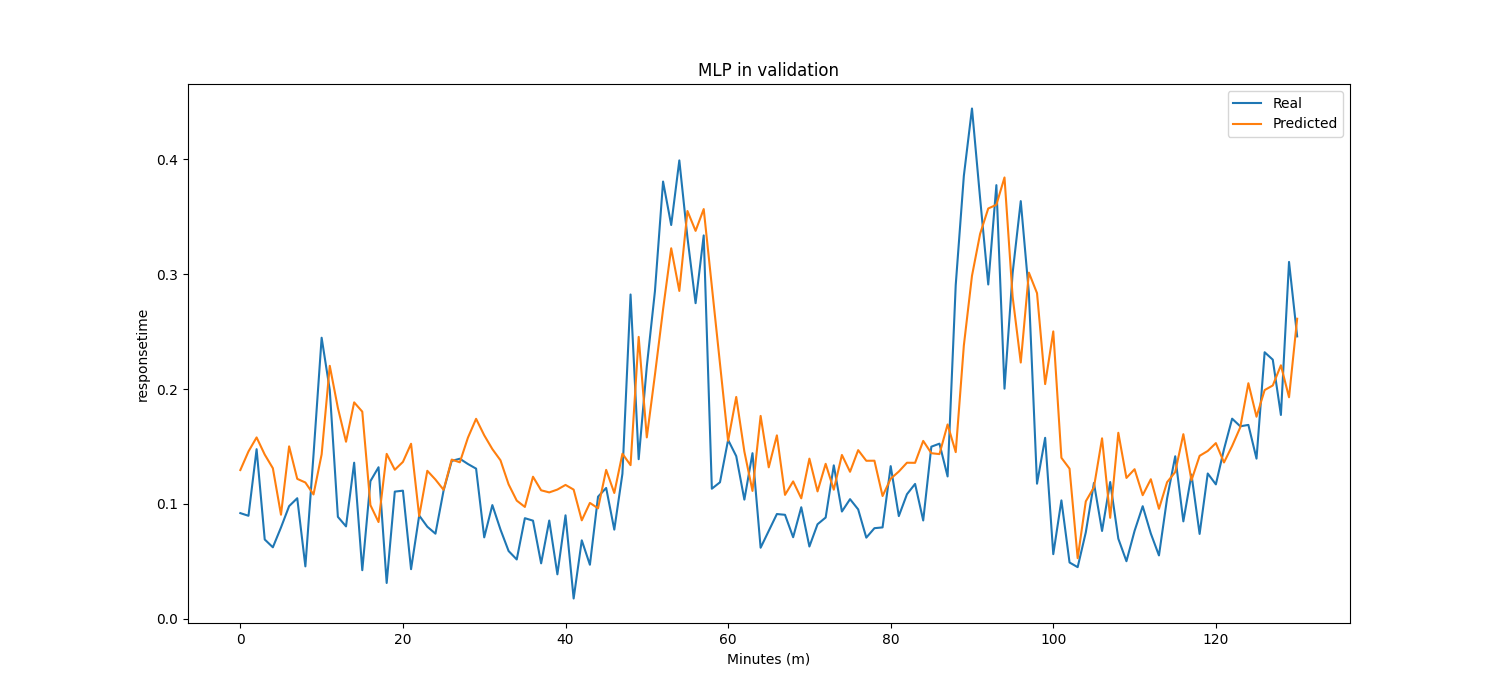 MLP in validation
Real
Predicted
responsetime
0.4
0.3
0.2
0.1
0.0
0 20 40 60 80 100 120
Minutes (m)